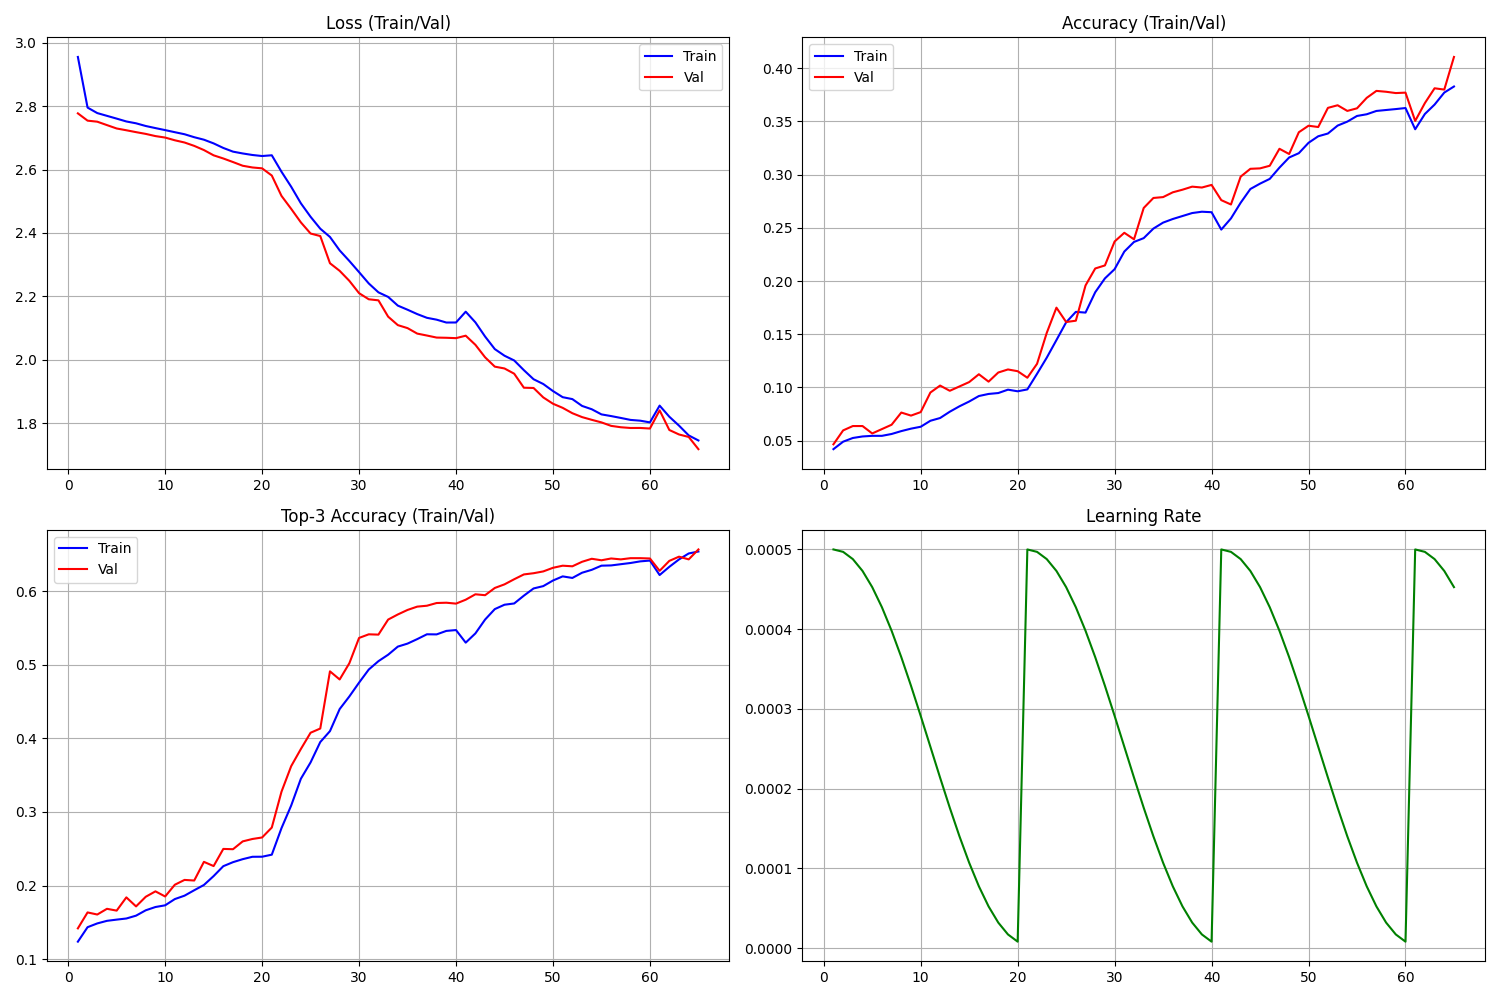 Loss (Train/Val)
3.0
2.8
2.6
2.4
2.2
2.0
1.8
0 10 20 30 40 50 60
Train
Val
Accuracy (Train/Val)
0.40
0.35
0.30
0.25
0.20
0.15
0.10
0.05
0 10 20 30 40 50 60
Train
Val
Top-3 Accuracy (Train/Val)
0.6
0.5
0.4
0.3
0.2
0.1
0 10 20 30 40 50 60
Train
Val
Learning Rate
0.0005
0.0004
0.0003
0.0002
0.0001
0.0000
0 10 20 30 40 50 60